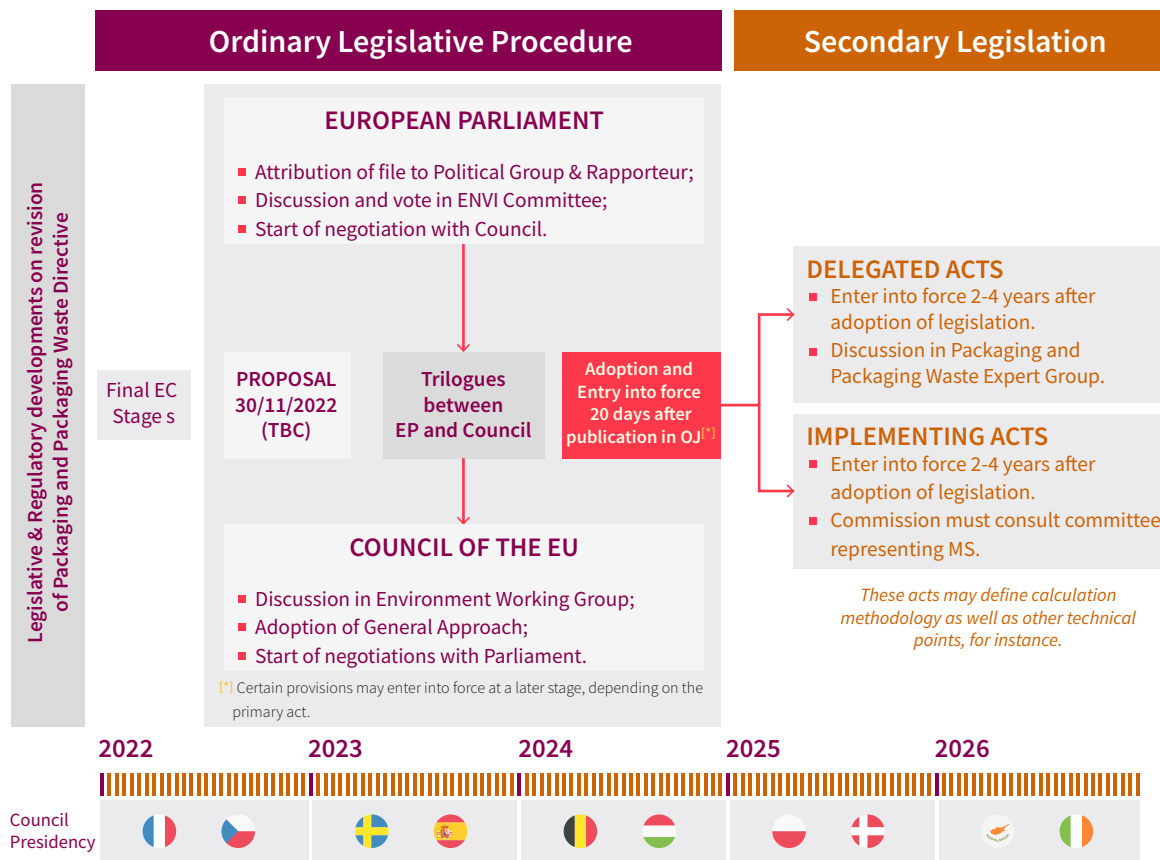 Ordinary Legislative Procedure
Secondary Legislation
Legislative & Regulatory developments on revision
of Packaging and Packaging Waste Directive
EUROPEAN PARLIAMENT
Attribution of file to Political Group & Rapporteur;
Discussion and vote in ENVI Committee;
Start of negotiation with Council.
Final EC
Stage s
PROPOSAL
30/11/2022
(TBC)
Trilogues
between
EP and Council
Adoption and
Entry into force
20 days after
publication in OJ[*]
COUNCIL OF THE EU
Discussion in Environment Working Group;
Adoption of General Approach;
Start of negotiations with Parliament.
[*] Certain provisions may enter into force at a later stage, depending on the
primary act.
DELEGATED ACTS
Enter into force 2-4 years after
adoption of legislation.
Discussion in Packaging and
Packaging Waste Expert Group.
IMPLEMENTING ACTS
Enter into force 2-4 years after
adoption of legislation.
Commission must consult committee
representing MS.
These acts may define calculation
methodology as well as other technical
points, for instance.
2022
2023
2024
2025
2026
Council
Presidency